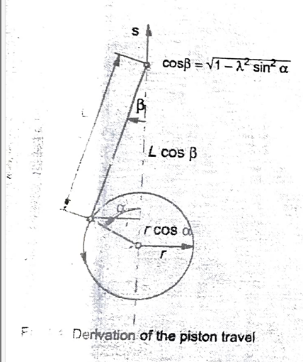 s
cosβ = √1 − λ² sin² α
β
L cos β
α
r cos α
r
Derivation of the piston travel